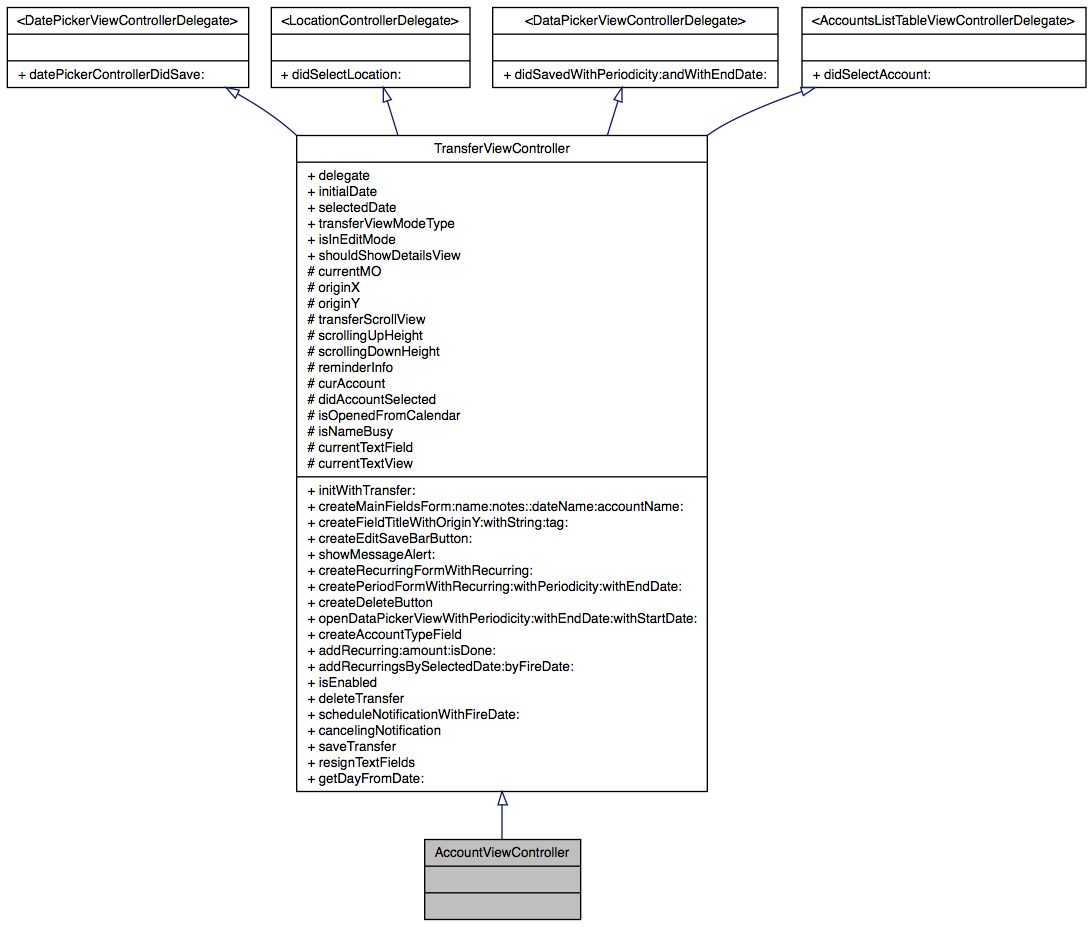 <DatePickerViewControllerDelegate>
+ datePickerControllerDidSave:
<LocationControllerDelegate>
+ didSelectLocation:
<DataPickerViewControllerDelegate>
+ didSavedWithPeriodicity:andWithEndDate:
<AccountsListTableViewControllerDelegate>
+ didSelectAccount:
TransferViewController
+ delegate
+ initialDate
+ selectedDate
+ transferViewModeType
+ isInEditMode
+ shouldShowDetailsView
# currentMO
# originX
# originY
# transferScrollView
# scrollingUpHeight
# scrollingDownHeight
# reminderInfo
# curAccount
# didAccountSelected
# isOpenedFromCalendar
# isNameBusy
# currentTextField
# currentTextView
+ initWithTransfer:
+ createMainFieldsForm:name:notes::dateName:accountName:
+ createFieldTitleWithOriginY:withString:tag:
+ createEditSaveBarButton:
+ showMessageAlert:
+ createRecurringFormWithRecurring:
+ createPeriodFormWithRecurring:withPeriodicity:withEndDate:
+ createDeleteButton
+ openDataPickerViewWithPeriodicity:withEndDate:withStartDate:
+ createAccountTypeField
+ addRecurring:amount:isDone:
+ addRecurringsBySelectedDate:byFireDate:
+ isEnabled
+ deleteTransfer
+ scheduleNotificationWithFireDate:
+ cancelingNotification
+ saveTransfer
+ resignTextFields
+ getDayFromDate:
AccountViewController